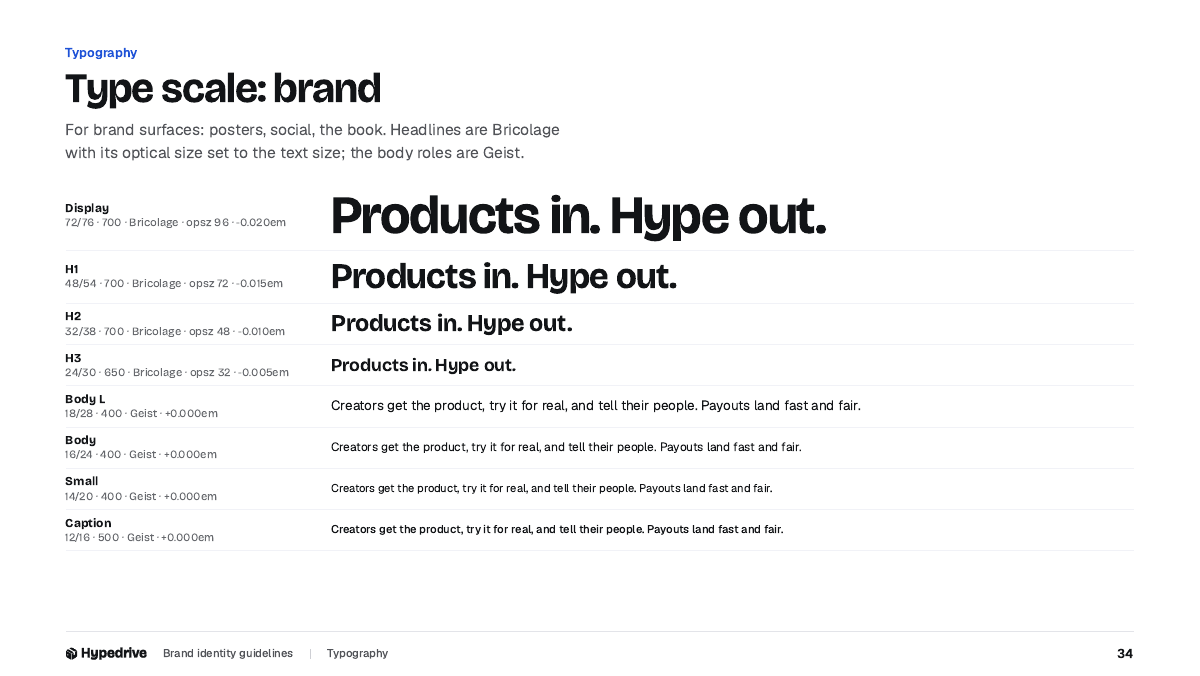 Typography
Type scale: brand
For brand surfaces: posters, social, the book. Headlines are Bricolage
with its optical size set to the text size; the body roles are Geist.
Display
72/76 · 700 · Bricolage · opsz 96 · -0.020em
Products in. Hype out.
H1
48/54 · 700 · Bricolage · opsz 72 · -0.015em
Products in. Hype out.
H2
32/38 · 700 · Bricolage · opsz 48 · -0.010em
Products in. Hype out.
H3
24/30 · 650 · Bricolage · opsz 32 · -0.005em
Products in. Hype out.
Body L
18/28 · 400 · Geist · +0.000em
Creators get the product, try it for real, and tell their people. Payouts land fast and fair.
Body
16/24 · 400 · Geist · +0.000em
Creators get the product, try it for real, and tell their people. Payouts land fast and fair.
Small
14/20 · 400 · Geist · +0.000em
Creators get the product, try it for real, and tell their people. Payouts land fast and fair.
Caption
12/16 · 500 · Geist · +0.000em
Creators get the product, try it for real, and tell their people. Payouts land fast and fair.
Hypedrive Brand identity guidelines | Typography 34